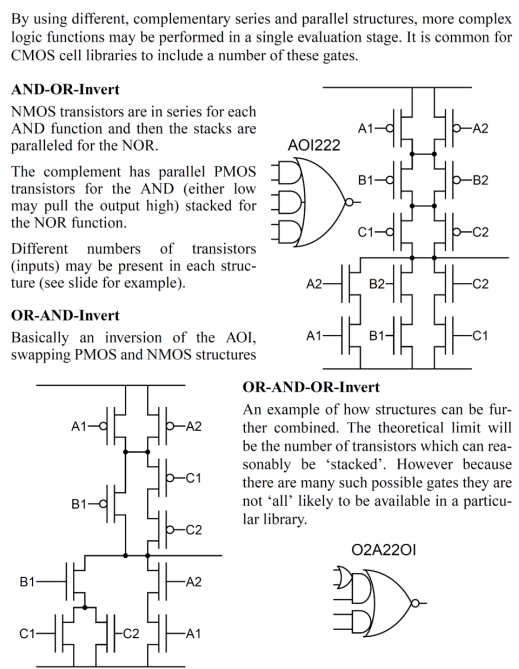 By using different, complementary series and parallel structures, more complex
logic functions may be performed in a single evaluation stage. It is common for
CMOS cell libraries to include a number of these gates.
AND-OR-Invert
NMOS transistors are in series for each
AND function and then the stacks are
paralleled for the NOR.
The complement has parallel PMOS
transistors for the AND (either low
may pull the output high) stacked for
the NOR function.
Different numbers of transistors
(inputs) may be present in each struc-
ture (see slide for example).
AOI222
A1
A2
B1
B2
C1
C2
A2
B2
C2
A1
B1
C1
OR-AND-Invert
Basically an inversion of the AOI,
swapping PMOS and NMOS structures
A1
A2
C1
B1
C2
B1
A2
C1
C2
A1
OR-AND-OR-Invert
An example of how structures can be fur-
ther combined. The theoretical limit will
be the number of transistors which can rea-
sonably be ‘stacked’. However because
there are many such possible gates they are
not ‘all’ likely to be available in a particu-
lar library.
O2A22OI